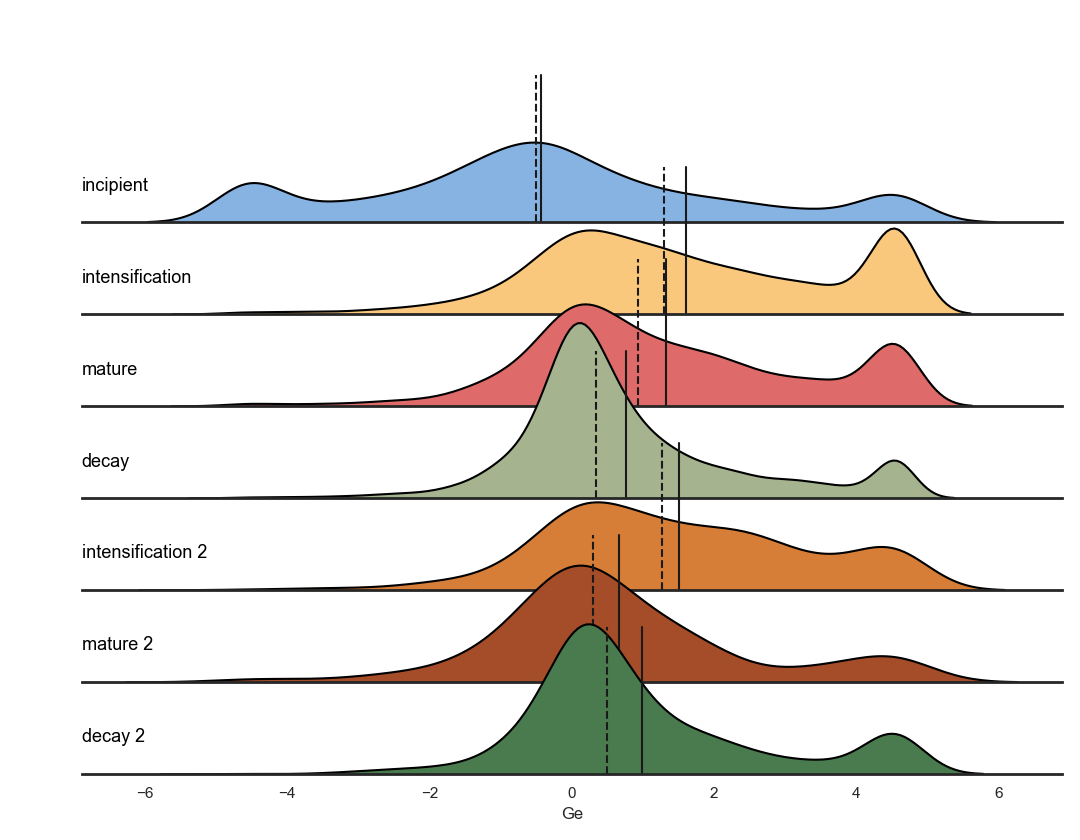 incipient
intensification
mature
decay
intensification 2
mature 2
decay 2
−6 −4 −2 0 2 4 6
Ge